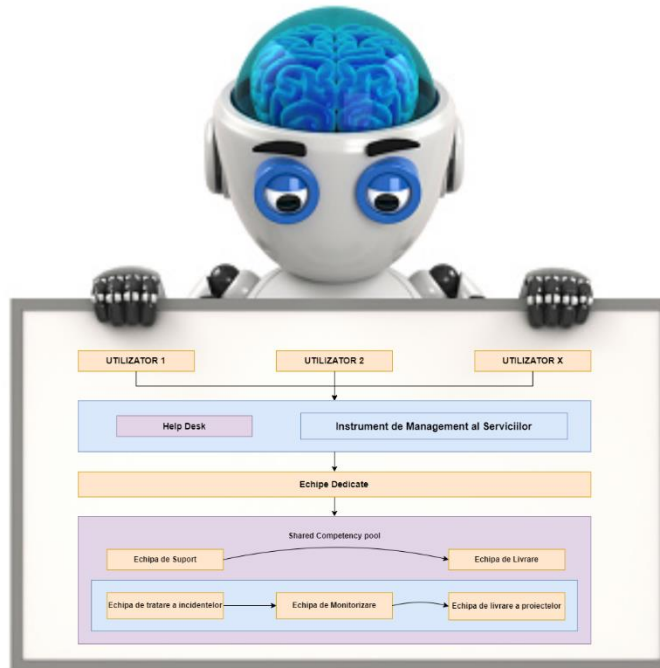 UTILIZATOR 1
UTILIZATOR 2
UTILIZATOR X
Help Desk
Instrument de Management al Serviciilor
Echipe Dedicate
Shared Competency pool
Echipa de Suport
Echipa de Livrare
Echipa de tratare a incidentelor
Echipa de Monitorizare
Echipa de livrare a proiectelor